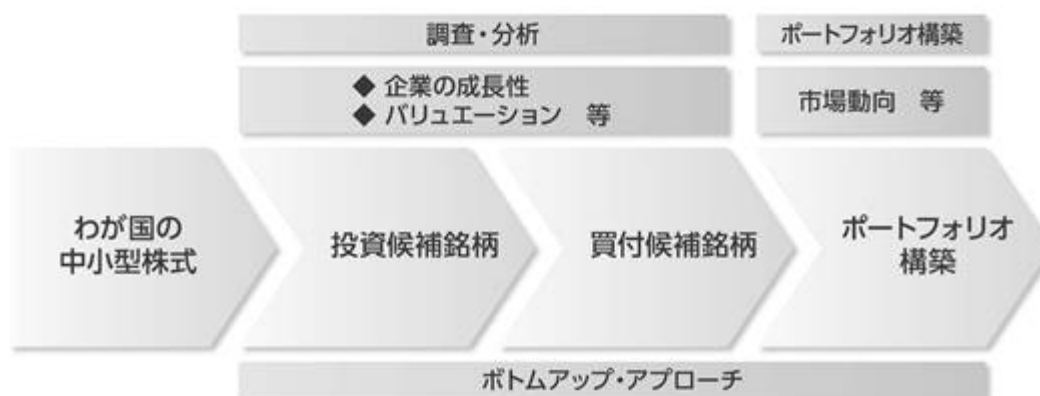 調査・分析
ポートフォリオ構築
◆ 企業の成長性
◆ バリュエーション　等
市場動向　等
わが国の
中小型株式
投資候補銘柄
買付候補銘柄
ポートフォリオ
構築
ボトムアップ・アプローチ